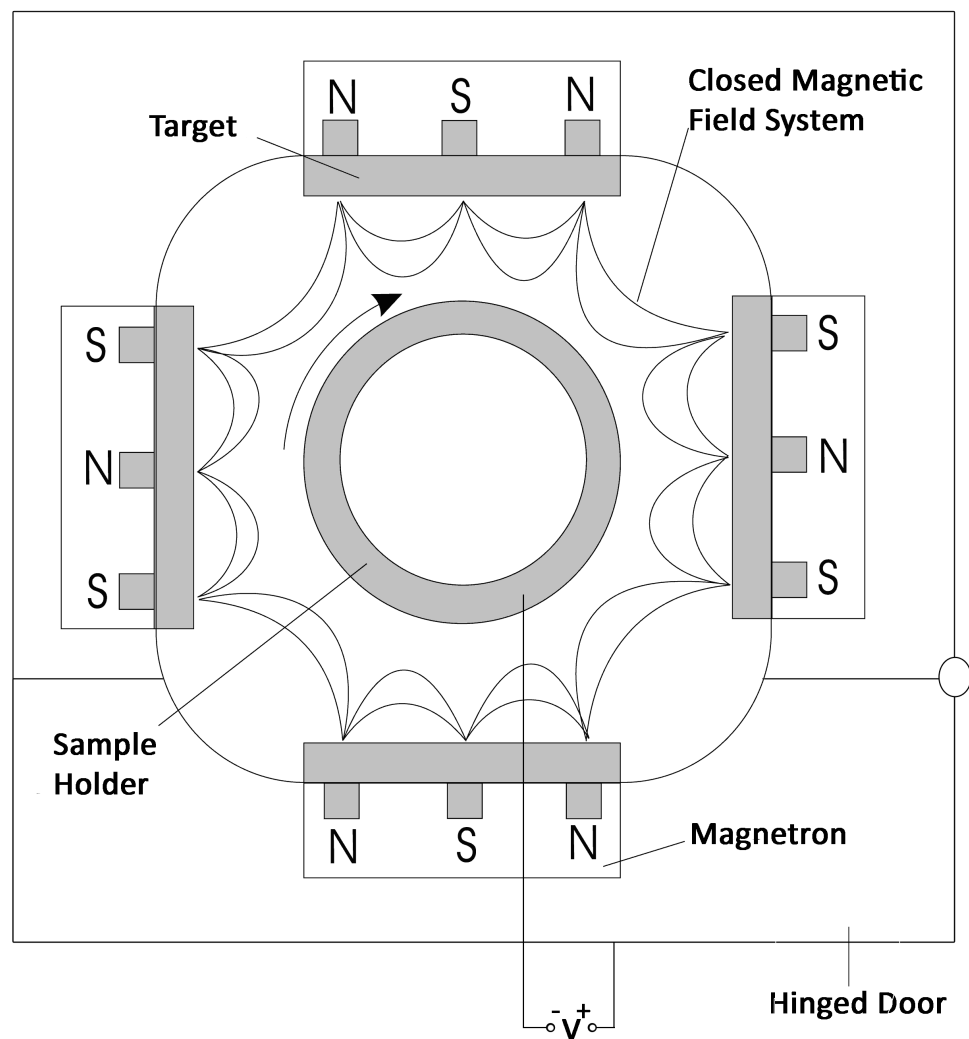 N S N
Closed Magnetic
Field System
Target
S S
N N
S S
Sample
Holder
N S N
Magnetron
Hinged Door
- V +